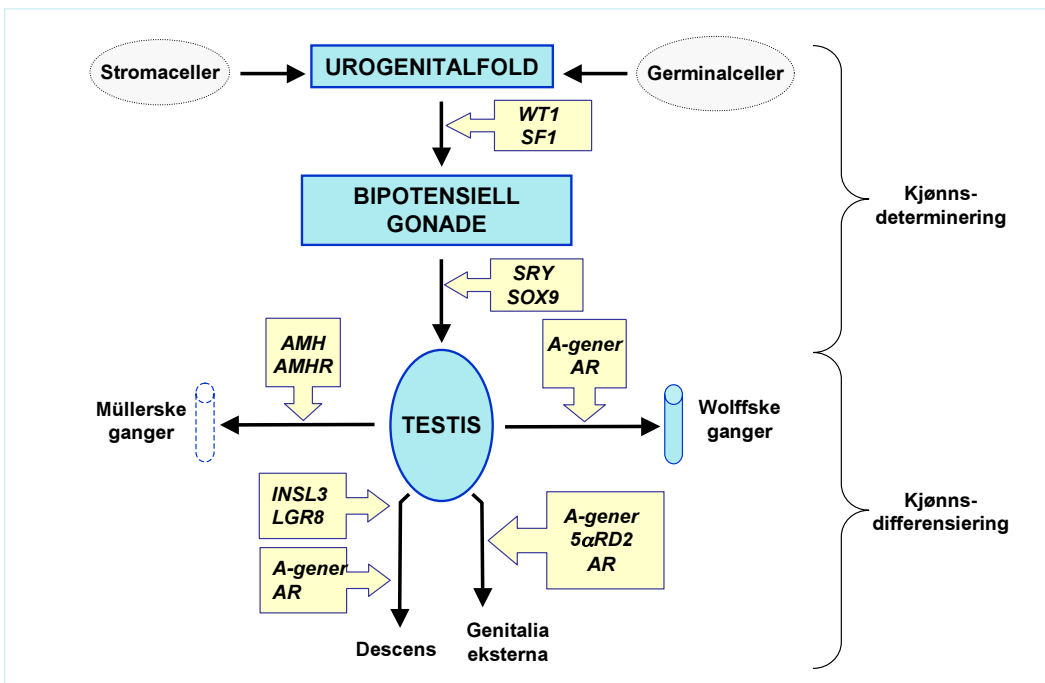 Stromaceller
UROGENITALFOLD
Germinalceller
WT1
SF1
BIPOTENSIELL
GONADE
Kjønns-
determinering
SRY
SOX9
AMH
AMHR
A-gener
AR
Müllerske
ganger
TESTIS
Wolffske
ganger
INSL3
LGR8
A-gener
5αRD2
AR
Kjønns-
differensiering
A-gener
AR
Descens
Genitalia
eksterna